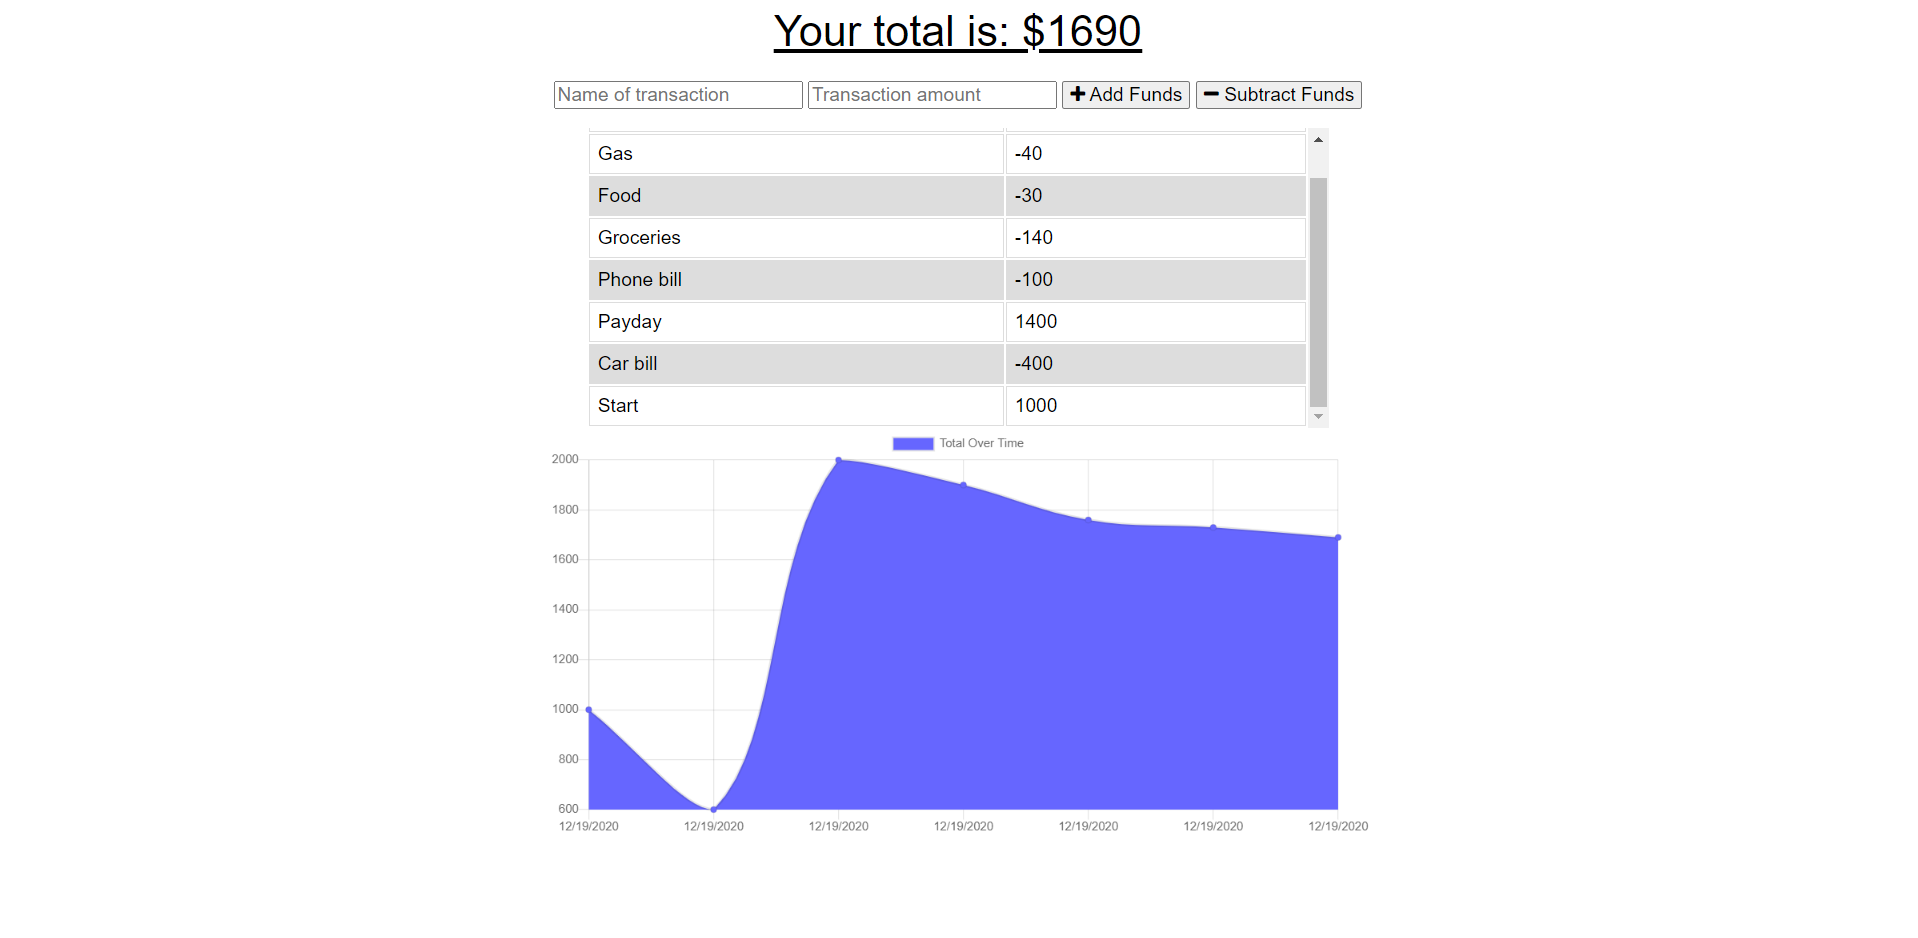 Your total is: $1690
Name of transaction Transaction amount Add Funds Subtract Funds
Gas -40
Food -30
Groceries -140
Phone bill -100
Payday 1400
Car bill -400
Start 1000
Total Over Time
2000
1800
1600
1400
1200
1000
800
600
12/19/2020 12/19/2020 12/19/2020 12/19/2020 12/19/2020 12/19/2020 12/19/2020